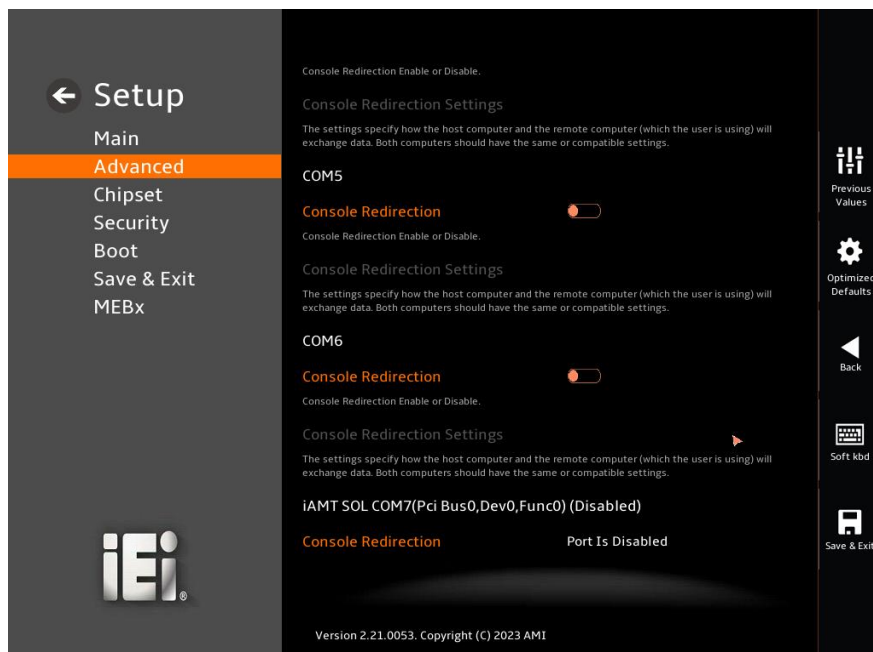 Setup
Main
Advanced
Chipset
Security
Boot
Save & Exit
MEBx
iEi®
Console Redirection Enable or Disable.
Console Redirection Settings
The settings specify how the host computer and the remote computer (which the user is using) will
exchange data. Both computers should have the same or compatible settings.
COM5
Console Redirection
Console Redirection Enable or Disable.
Console Redirection Settings
The settings specify how the host computer and the remote computer (which the user is using) will
exchange data. Both computers should have the same or compatible settings.
COM6
Console Redirection
Console Redirection Enable or Disable.
Console Redirection Settings
The settings specify how the host computer and the remote computer (which the user is using) will
exchange data. Both computers should have the same or compatible settings.
iAMT SOL COM7(Pci Bus0,Dev0,Func0) (Disabled)
Console Redirection Port Is Disabled
Version 2.21.0053. Copyright (C) 2023 AMI
Previous
Values
Optimized
Defaults
Back
Soft kbd
Save & Exit